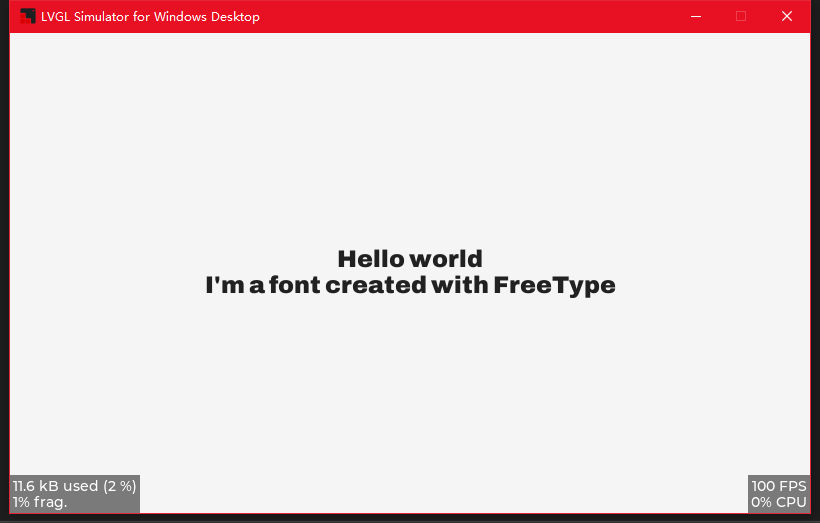 LVGL Simulator for Windows Desktop
Hello world
I'm a font created with FreeType
11.6 kB used (2 %)
1% frag.
100 FPS
0% CPU